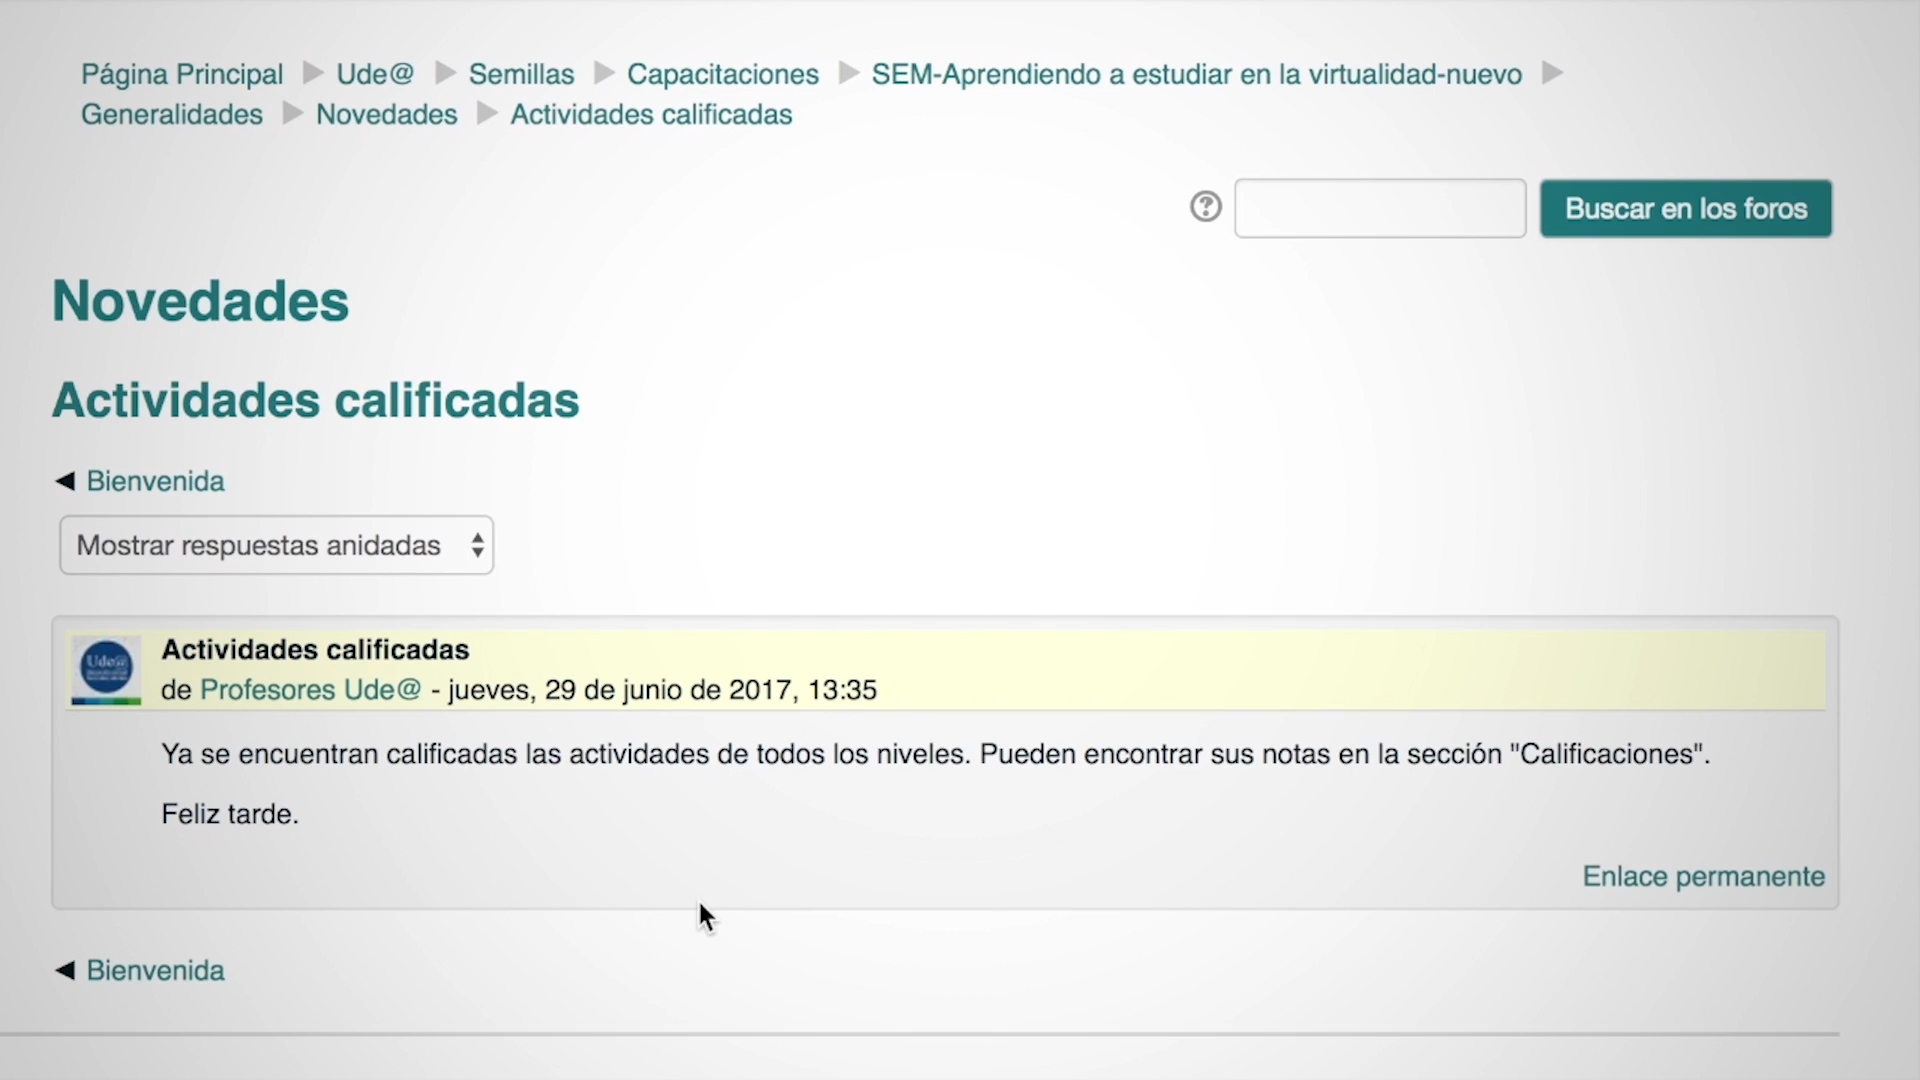 Página Principal ▶ Ude@ ▶ Semillas ▶ Capacitaciones ▶ SEM-Aprendiendo a estudiar en la virtualidad-nuevo ▶
Generalidades ▶ Novedades ▶ Actividades calificadas
Buscar en los foros
Novedades
Actividades calificadas
◀ Bienvenida
Mostrar respuestas anidadas
Ude@
Actividades calificadas
de Profesores Ude@ - jueves, 29 de junio de 2017, 13:35
Ya se encuentran calificadas las actividades de todos los niveles. Pueden encontrar sus notas en la sección "Calificaciones".
Feliz tarde.
Enlace permanente
◀ Bienvenida